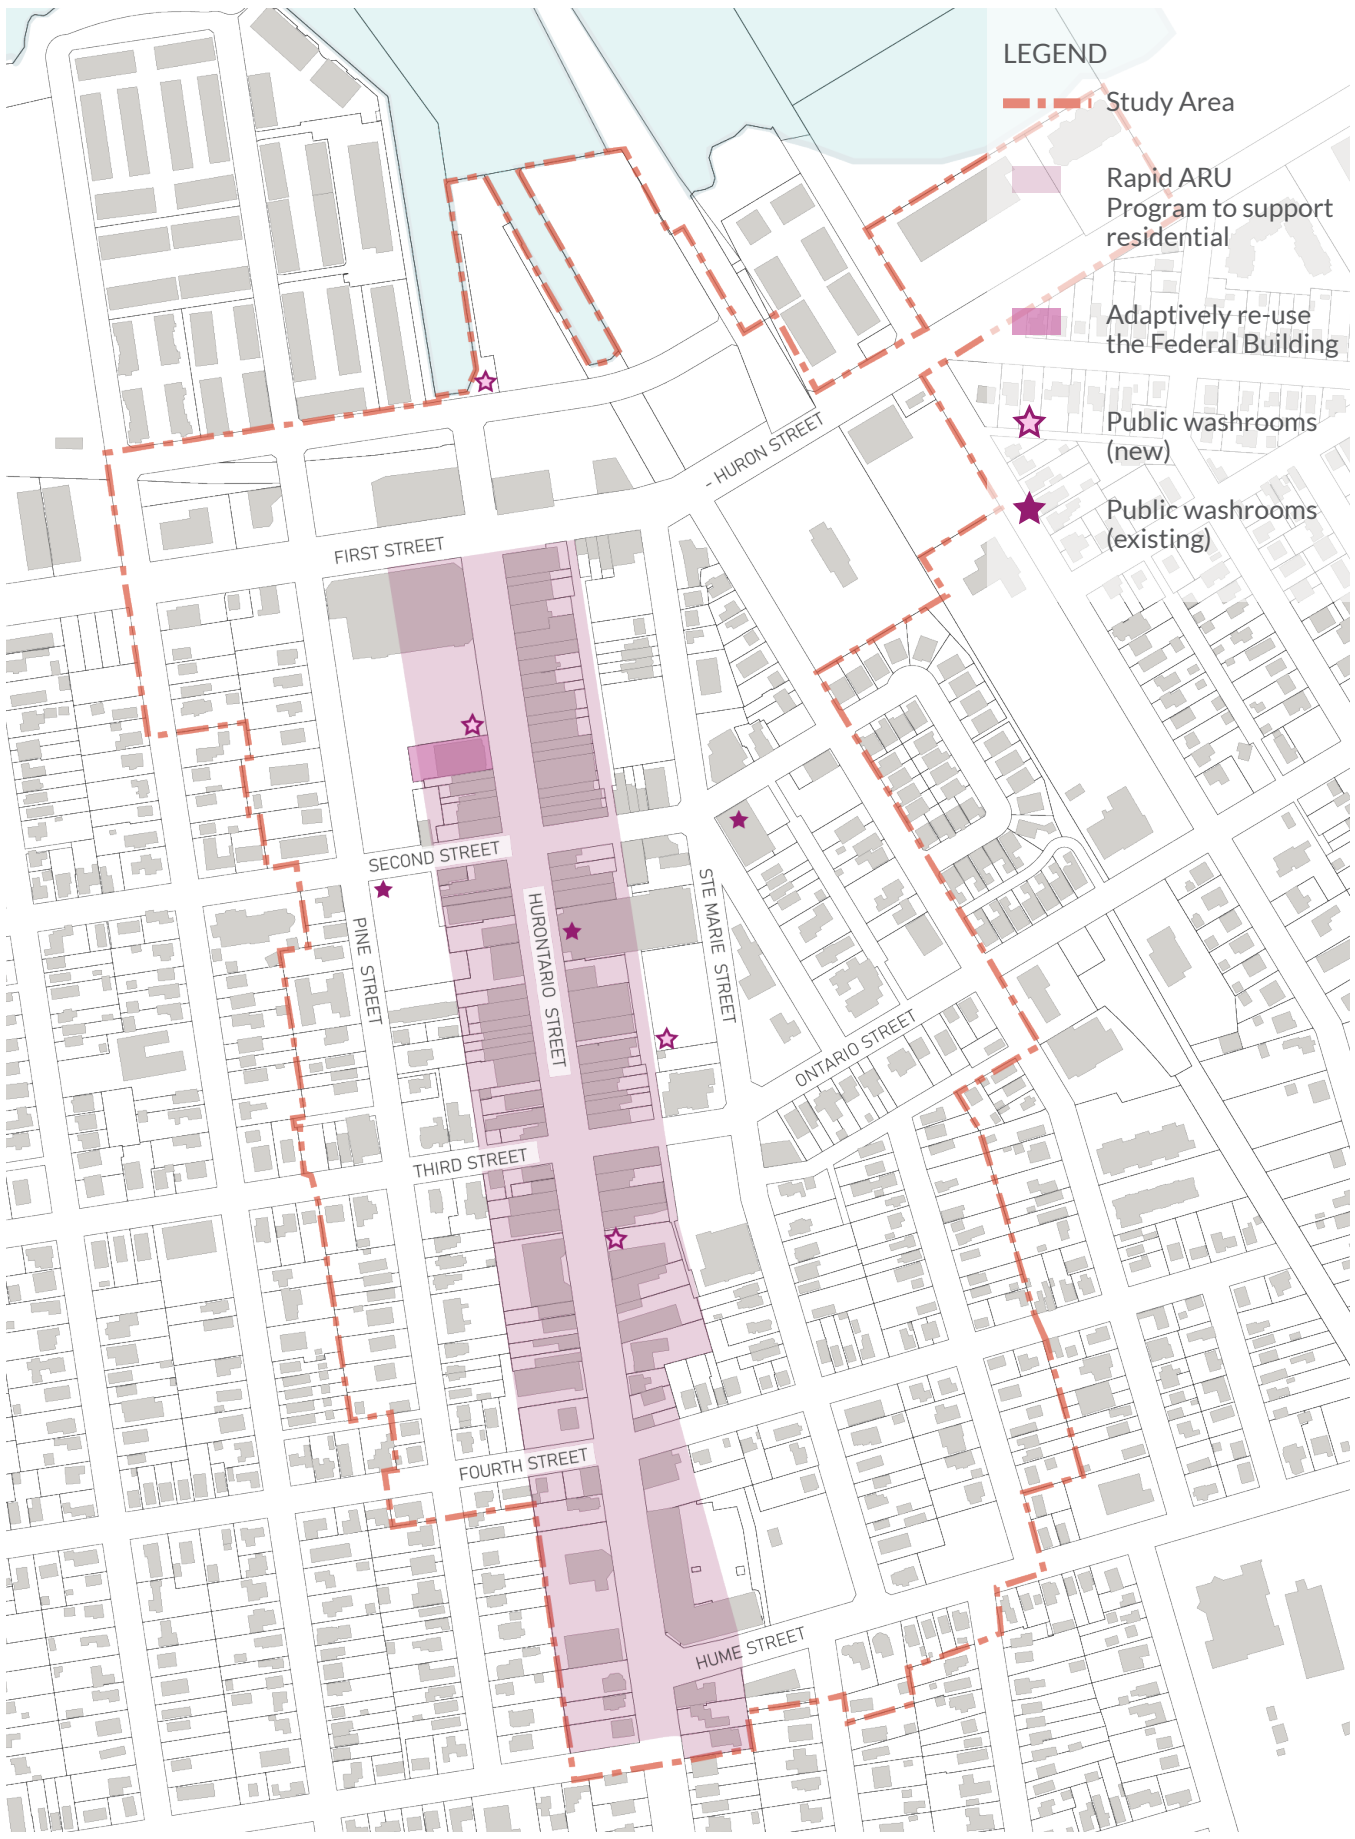 LEGEND
Study Area
Rapid ARU
Program to support
residential
Adaptively re-use
the Federal Building
Public washrooms
(new)
Public washrooms
(existing)
- HURON STREET
FIRST STREET
SECOND STREET
HURONTARIO STREET
STE MARIE STREET
PINE STREET
ONTARIO STREET
THIRD STREET
FOURTH STREET
HUME STREET